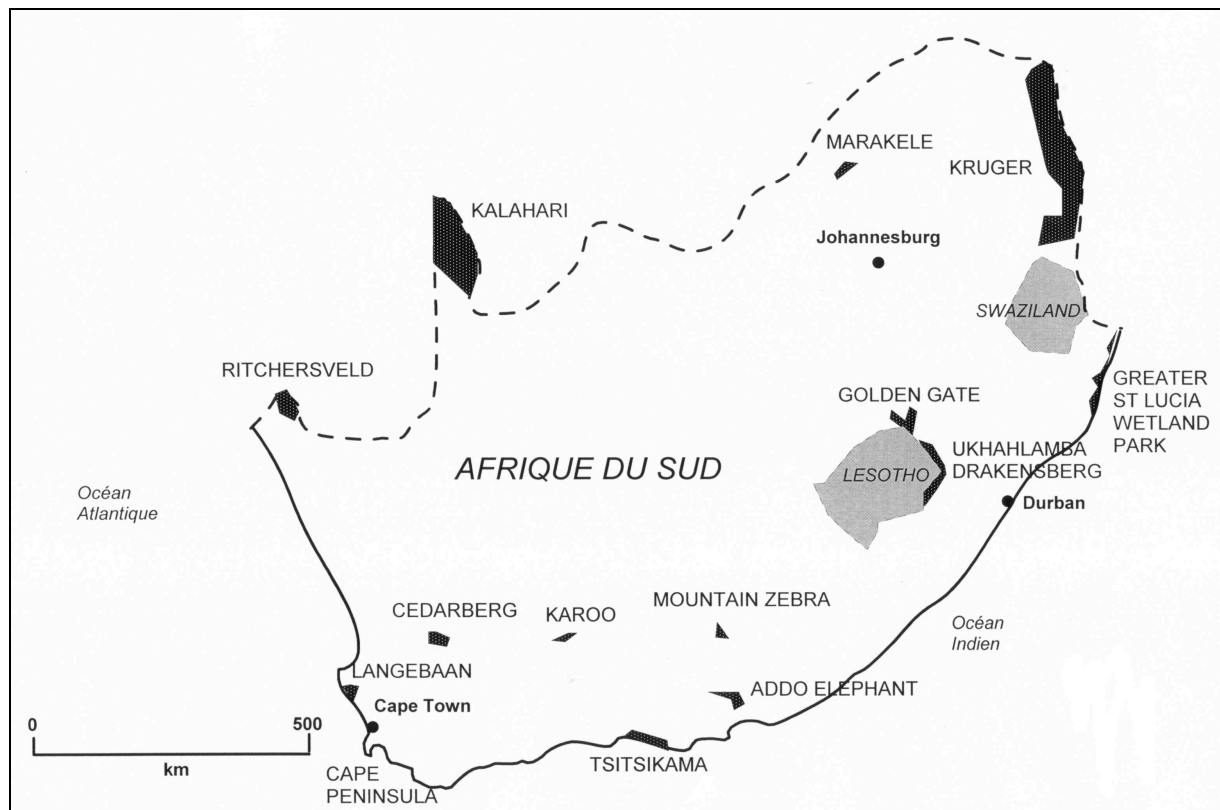 MARAKELE
KRUGER
KALAHARI
Johannesburg
SWAZILAND
RITCHERSVELD
GREATER
ST LUCIA
WETLAND
PARK
GOLDEN GATE
UKHAHLAMBA
DRAKENSBERG
AFRIQUE DU SUD
LESOTHO
Océan
Atlantique
Durban
CEDARBERG
KAROO
MOUNTAIN ZEBRA
Océan
Indien
LANGEBAAN
ADDO ELEPHANT
Cape Town
0 500
km
TSITSIKAMA
CAPE
PENINSULA